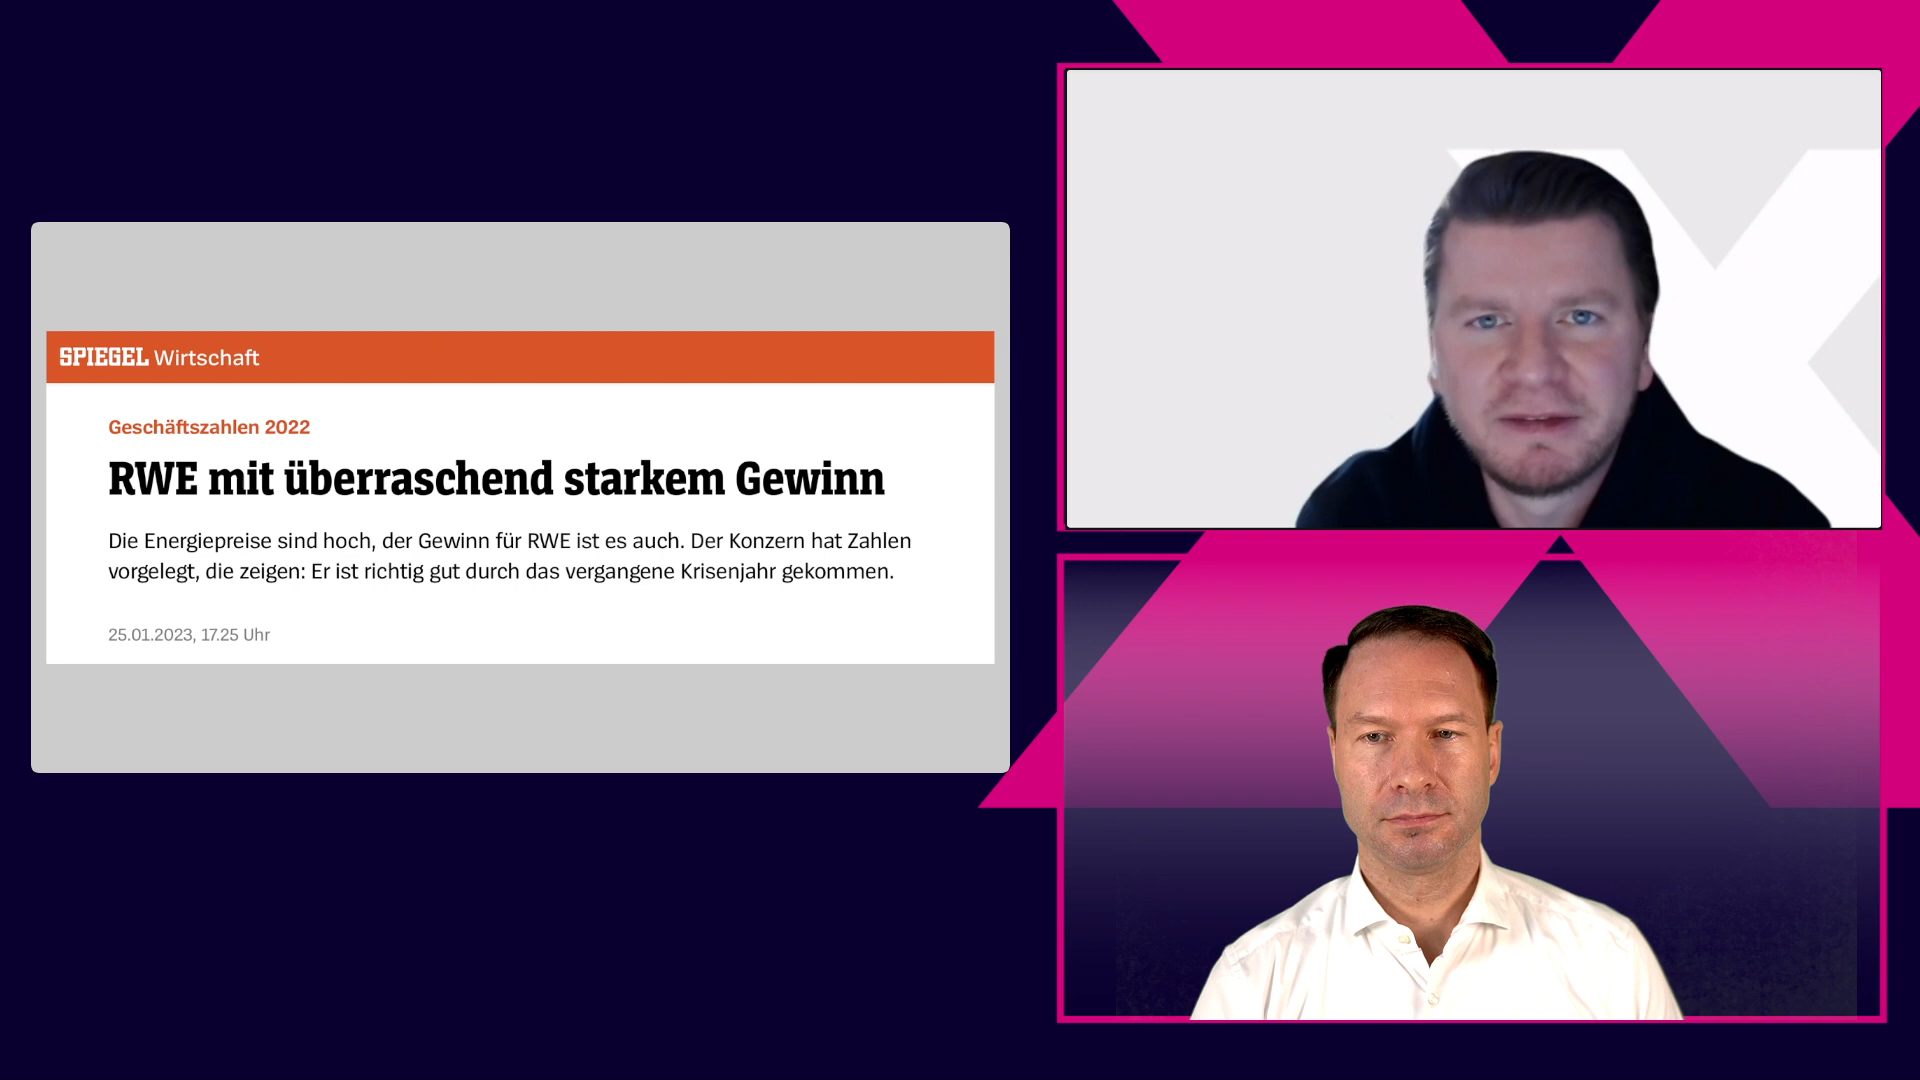 SPIEGEL Wirtschaft
Geschäftszahlen 2022
RWE mit überraschend starkem Gewinn
Die Energiepreise sind hoch, der Gewinn für RWE ist es auch. Der Konzern hat Zahlen
vorgelegt, die zeigen: Er ist richtig gut durch das vergangene Krisenjahr gekommen.
25.01.2023, 17.25 Uhr